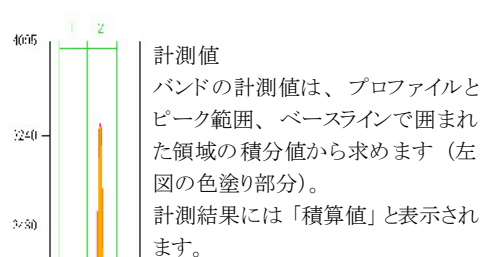 1 2
4095
計測値
バンドの計測値は、プロファイルと
ピーク範囲、ベースラインで囲まれ
た領域の積分値から求めます（左
図の色塗り部分）。
計測結果には「積算値」と表示され
ます。